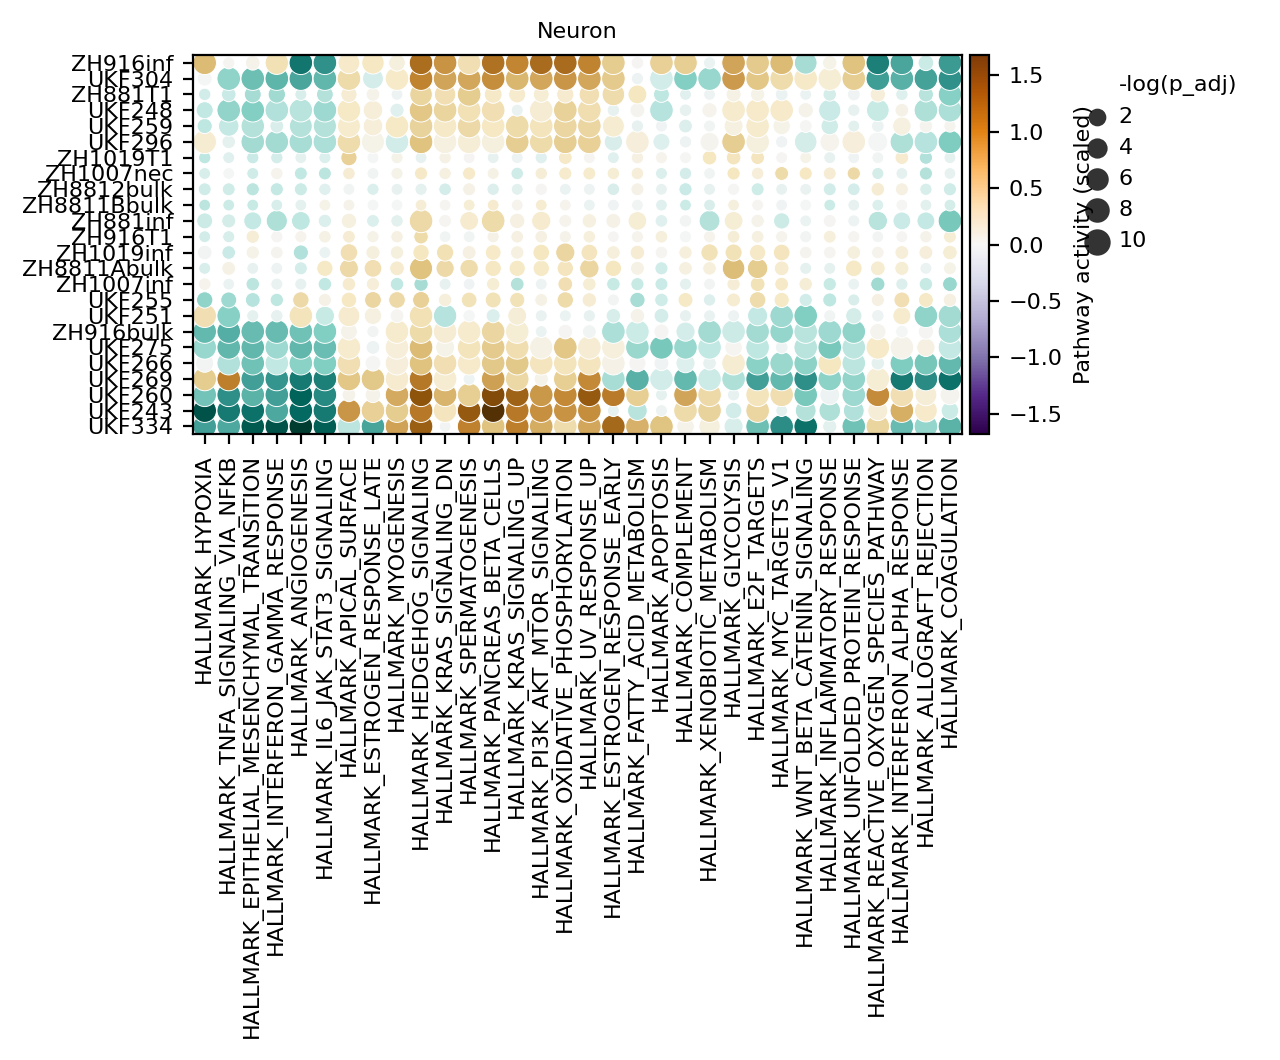 Neuron
ZH916inf
UKF304
ZH881T1
UKF248
UKF259
UKF296
ZH1019T1
ZH1007nec
ZH8812bulk
ZH8811Bbulk
ZH881inf
ZH916T1
ZH1019inf
ZH8811Abulk
ZH1007inf
UKF255
UKF251
ZH916bulk
UKF275
UKF266
UKF269
UKF260
UKF243
UKF334
HALLMARK_HYPOXIA
HALLMARK_TNFA_SIGNALING_VIA_NFKB
HALLMARK_EPITHELIAL_MESENCHYMAL_TRANSITION
HALLMARK_INTERFERON_GAMMA_RESPONSE
HALLMARK_ANGIOGENESIS
HALLMARK_IL6_JAK_STAT3_SIGNALING
HALLMARK_APICAL_SURFACE
HALLMARK_ESTROGEN_RESPONSE_LATE
HALLMARK_MYOGENESIS
HALLMARK_HEDGEHOG_SIGNALING
HALLMARK_KRAS_SIGNALING_DN
HALLMARK_SPERMATOGENESIS
HALLMARK_PANCREAS_BETA_CELLS
HALLMARK_KRAS_SIGNALING_UP
HALLMARK_PI3K_AKT_MTOR_SIGNALING
HALLMARK_OXIDATIVE_PHOSPHORYLATION
HALLMARK_UV_RESPONSE_UP
HALLMARK_ESTROGEN_RESPONSE_EARLY
HALLMARK_FATTY_ACID_METABOLISM
HALLMARK_APOPTOSIS
HALLMARK_COMPLEMENT
HALLMARK_XENOBIOTIC_METABOLISM
HALLMARK_GLYCOLYSIS
HALLMARK_E2F_TARGETS
HALLMARK_MYC_TARGETS_V1
HALLMARK_WNT_BETA_CATENIN_SIGNALING
HALLMARK_INFLAMMATORY_RESPONSE
HALLMARK_UNFOLDED_PROTEIN_RESPONSE
HALLMARK_REACTIVE_OXYGEN_SPECIES_PATHWAY
HALLMARK_INTERFERON_ALPHA_RESPONSE
HALLMARK_ALLOGRAFT_REJECTION
HALLMARK_COAGULATION
1.5
1.0
0.5
0.0
−0.5
−1.0
−1.5
Pathway activity (scaled)
-log(p_adj)
2
4
6
8
10